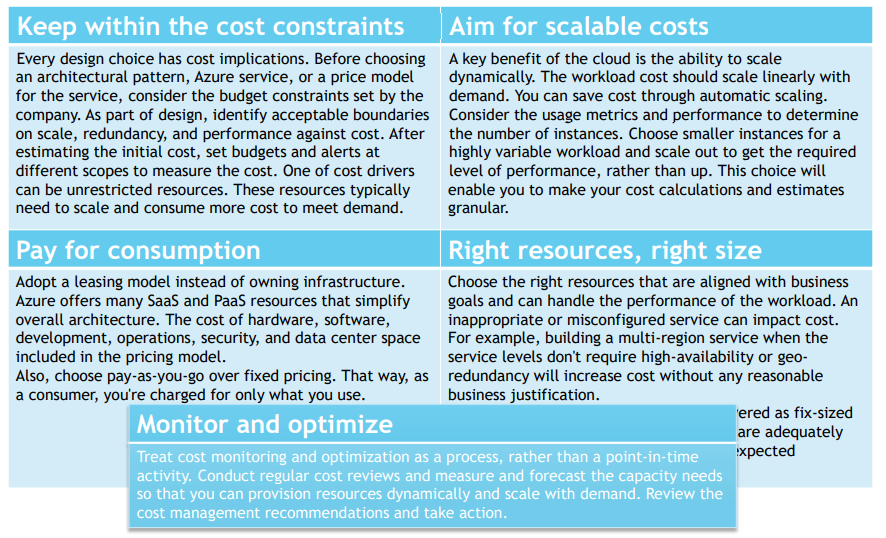 Keep within the cost constraints
Every design choice has cost implications. Before choosing
an architectural pattern, Azure service, or a price model
for the service, consider the budget constraints set by the
company. As part of design, identify acceptable boundaries
on scale, redundancy, and performance against cost. After
estimating the initial cost, set budgets and alerts at
different scopes to measure the cost. One of cost drivers
can be unrestricted resources. These resources typically
need to scale and consume more cost to meet demand.
Aim for scalable costs
A key benefit of the cloud is the ability to scale
dynamically. The workload cost should scale linearly with
demand. You can save cost through automatic scaling.
Consider the usage metrics and performance to determine
the number of instances. Choose smaller instances for a
highly variable workload and scale out to get the required
level of performance, rather than up. This choice will
enable you to make your cost calculations and estimates
granular.
Pay for consumption
Adopt a leasing model instead of owning infrastructure.
Azure offers many SaaS and PaaS resources that simplify
overall architecture. The cost of hardware, software,
development, operations, security, and data center space
included in the pricing model.
Also, choose pay-as-you-go over fixed pricing. That way, as
a consumer, you're charged for only what you use.
Right resources, right size
Choose the right resources that are aligned with business
goals and can handle the performance of the workload. An
inappropriate or misconfigured service can impact cost.
For example, building a multi-region service when the
service levels don't require high-availability or geo-
redundancy will increase cost without any reasonable
business justification.
as fix-sized
are adequately
expected
Monitor and optimize
Treat cost monitoring and optimization as a process, rather than a point-in-time
activity. Conduct regular cost reviews and measure and forecast the capacity needs
so that you can provision resources dynamically and scale with demand. Review the
cost management recommendations and take action.